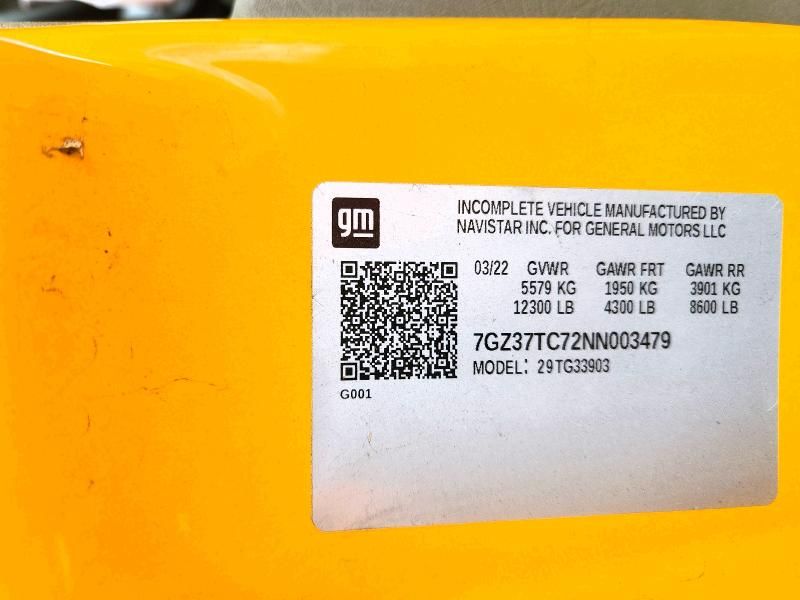 gm
INCOMPLETE VEHICLE MANUFACTURED BY
NAVISTAR INC. FOR GENERAL MOTORS LLC
03/22 GVWR GAWR FRT GAWR RR
5579 KG 1950 KG 3901 KG
12300 LB 4300 LB 8600 LB
7GZ37TC72NN003479
MODEL: 29TG33903
G001